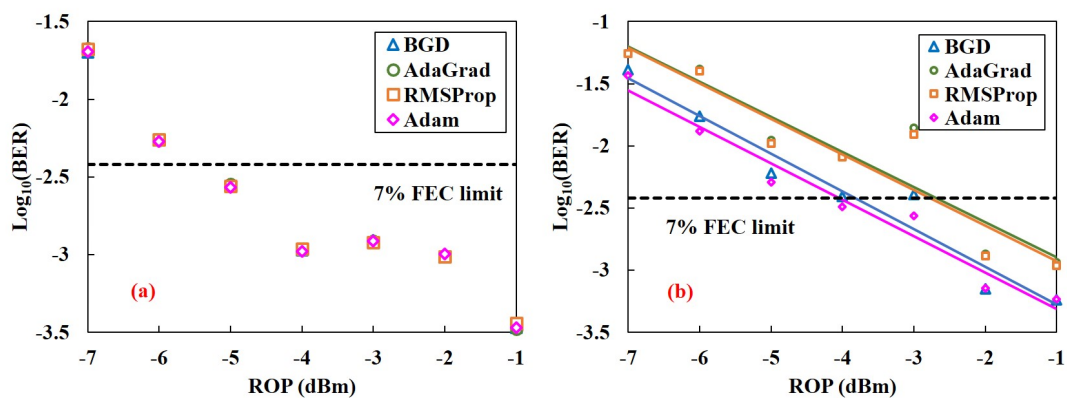 -1.5
-2
-2.5
-3
-3.5
Log10(BER)
BGD
AdaGrad
RMSProp
Adam
7% FEC limit
(a)
-7 -6 -5 -4 -3 -2 -1
ROP (dBm)
-1
-1.5
-2
-2.5
-3
-3.5
Log10(BER)
BGD
AdaGrad
RMSProp
Adam
7% FEC limit
(b)
-7 -6 -5 -4 -3 -2 -1
ROP (dBm)